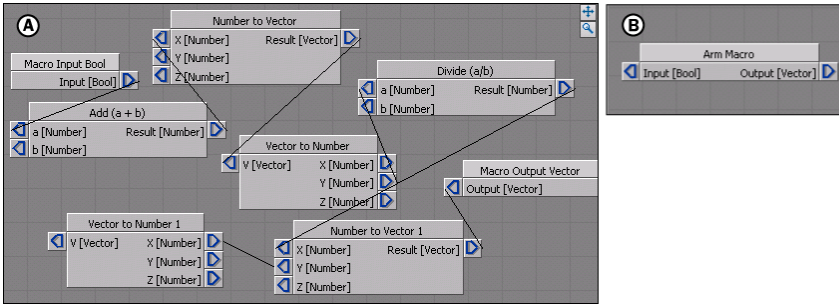 A
Number to Vector
X [Number] Result [Vector]
Y [Number]
Z [Number]
Macro Input Bool
Input [Bool]
Add (a + b)
a [Number] Result [Number]
b [Number]
Divide (a/b)
a [Number] Result [Number]
b [Number]
Vector to Number
V [Vector] X [Number]
Y [Number]
Z [Number]
Macro Output Vector
Output [Vector]
Vector to Number 1
V [Vector] X [Number]
Y [Number]
Z [Number]
Number to Vector 1
X [Number] Result [Vector]
Y [Number]
Z [Number]
B
Arm Macro
Input [Bool] Output [Vector]